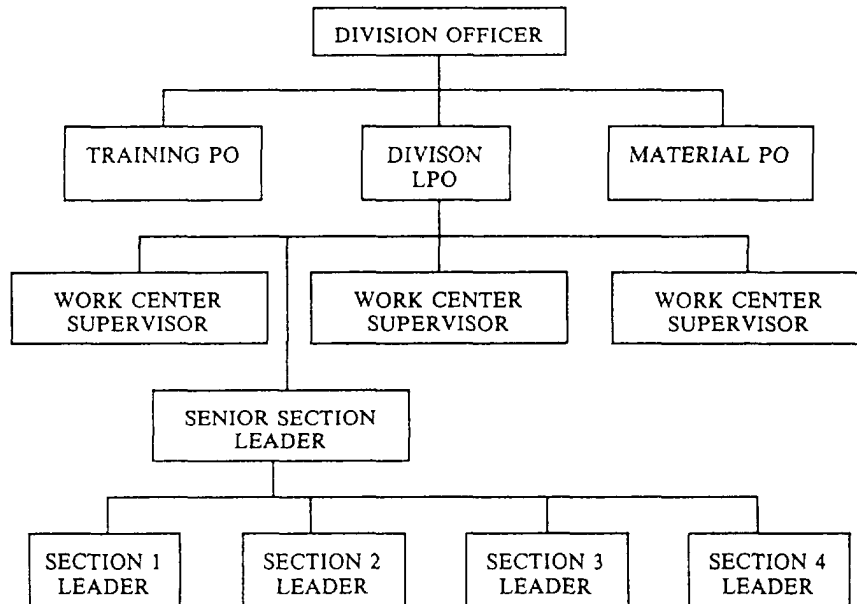 DIVISION OFFICER
TRAINING PO
DIVISON
LPO
MATERIAL PO
WORK CENTER
SUPERVISOR
WORK CENTER
SUPERVISOR
WORK CENTER
SUPERVISOR
SENIOR SECTION
LEADER
SECTION 1
LEADER
SECTION 2
LEADER
SECTION 3
LEADER
SECTION 4
LEADER